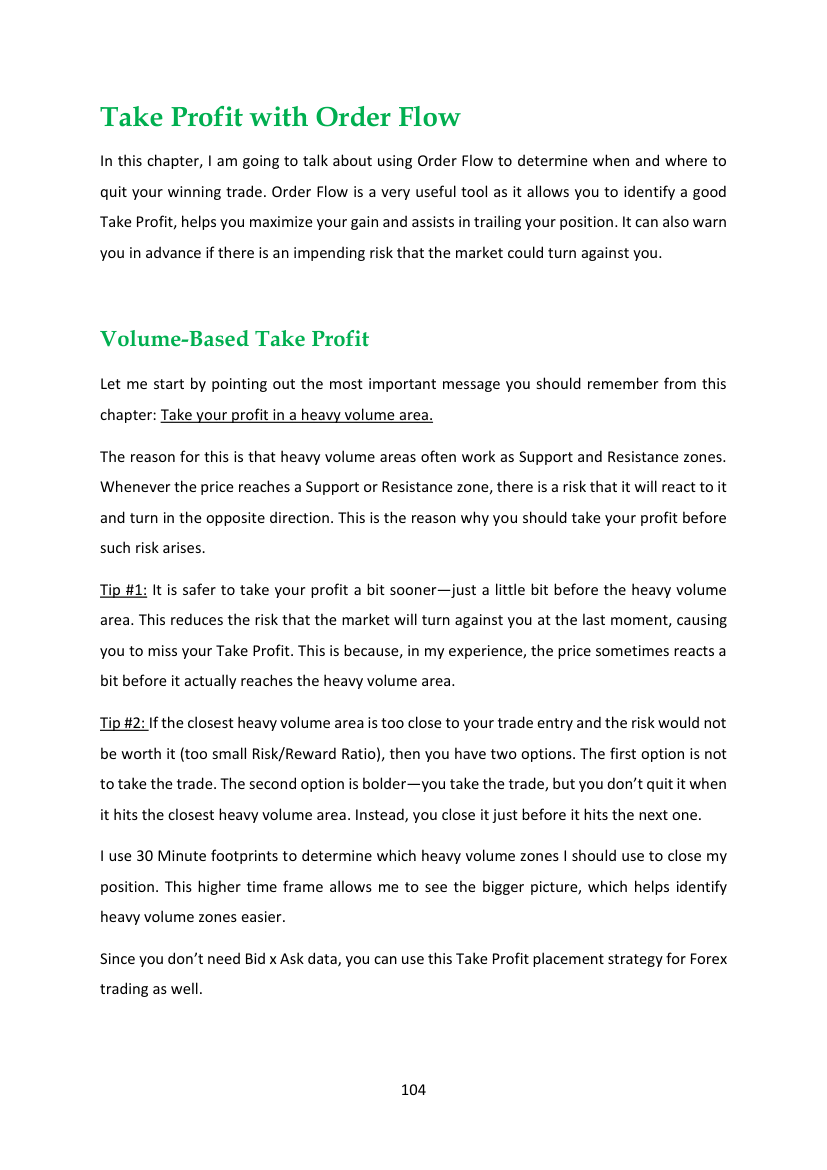 Take Profit with Order Flow
In this chapter, I am going to talk about using Order Flow to determine when and where to
quit your winning trade. Order Flow is a very useful tool as it allows you to identify a good
Take Profit, helps you maximize your gain and assists in trailing your position. It can also warn
you in advance if there is an impending risk that the market could turn against you.
Volume-Based Take Profit
Let me start by pointing out the most important message you should remember from this
chapter: Take your profit in a heavy volume area.
The reason for this is that heavy volume areas often work as Support and Resistance zones.
Whenever the price reaches a Support or Resistance zone, there is a risk that it will react to it
and turn in the opposite direction. This is the reason why you should take your profit before
such risk arises.
Tip #1: It is safer to take your profit a bit sooner—just a little bit before the heavy volume
area. This reduces the risk that the market will turn against you at the last moment, causing
you to miss your Take Profit. This is because, in my experience, the price sometimes reacts a
bit before it actually reaches the heavy volume area.
Tip #2: If the closest heavy volume area is too close to your trade entry and the risk would not
be worth it (too small Risk/Reward Ratio), then you have two options. The first option is not
to take the trade. The second option is bolder—you take the trade, but you don’t quit it when
it hits the closest heavy volume area. Instead, you close it just before it hits the next one.
I use 30 Minute footprints to determine which heavy volume zones I should use to close my
position. This higher time frame allows me to see the bigger picture, which helps identify
heavy volume zones easier.
Since you don’t need Bid x Ask data, you can use this Take Profit placement strategy for Forex
trading as well.
104